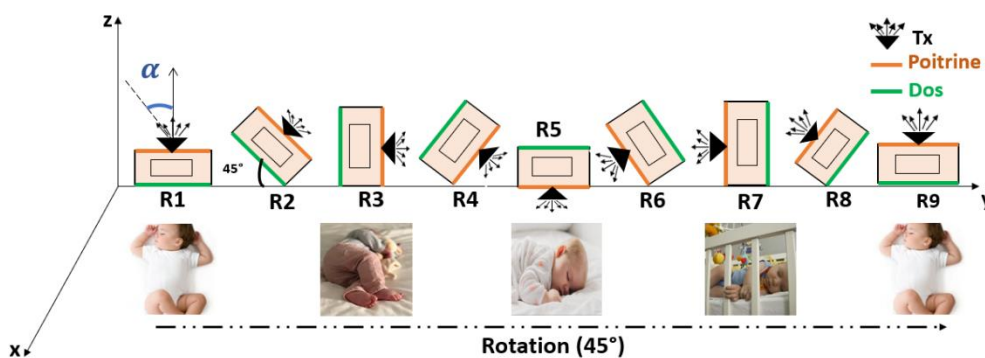 z
α
Tx
Poitrine
Dos
45°
R1
R2
R3
R4
R5
R6
R7
R8
R9
x
Rotation (45°)